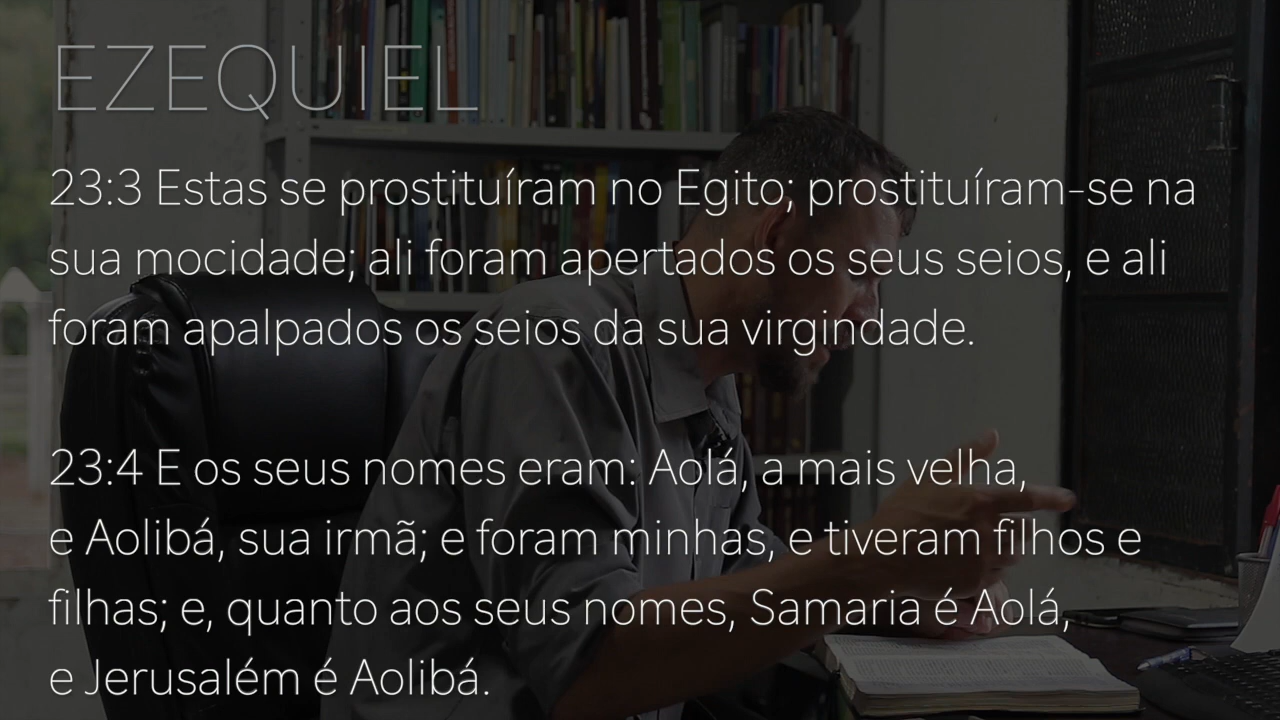 EZEQUIEL
23:3 Estas se prostituíram no Egito; prostituíram-se na
sua mocidade; ali foram apertados os seus seios, e ali
foram apalpados os seios da sua virgindade.
23:4 E os seus nomes eram: Aolá, a mais velha,
e Aolibá, sua irmã; e foram minhas, e tiveram filhos e
filhas; e, quanto aos seus nomes, Samaria é Aolá,
e Jerusalém é Aolibá.